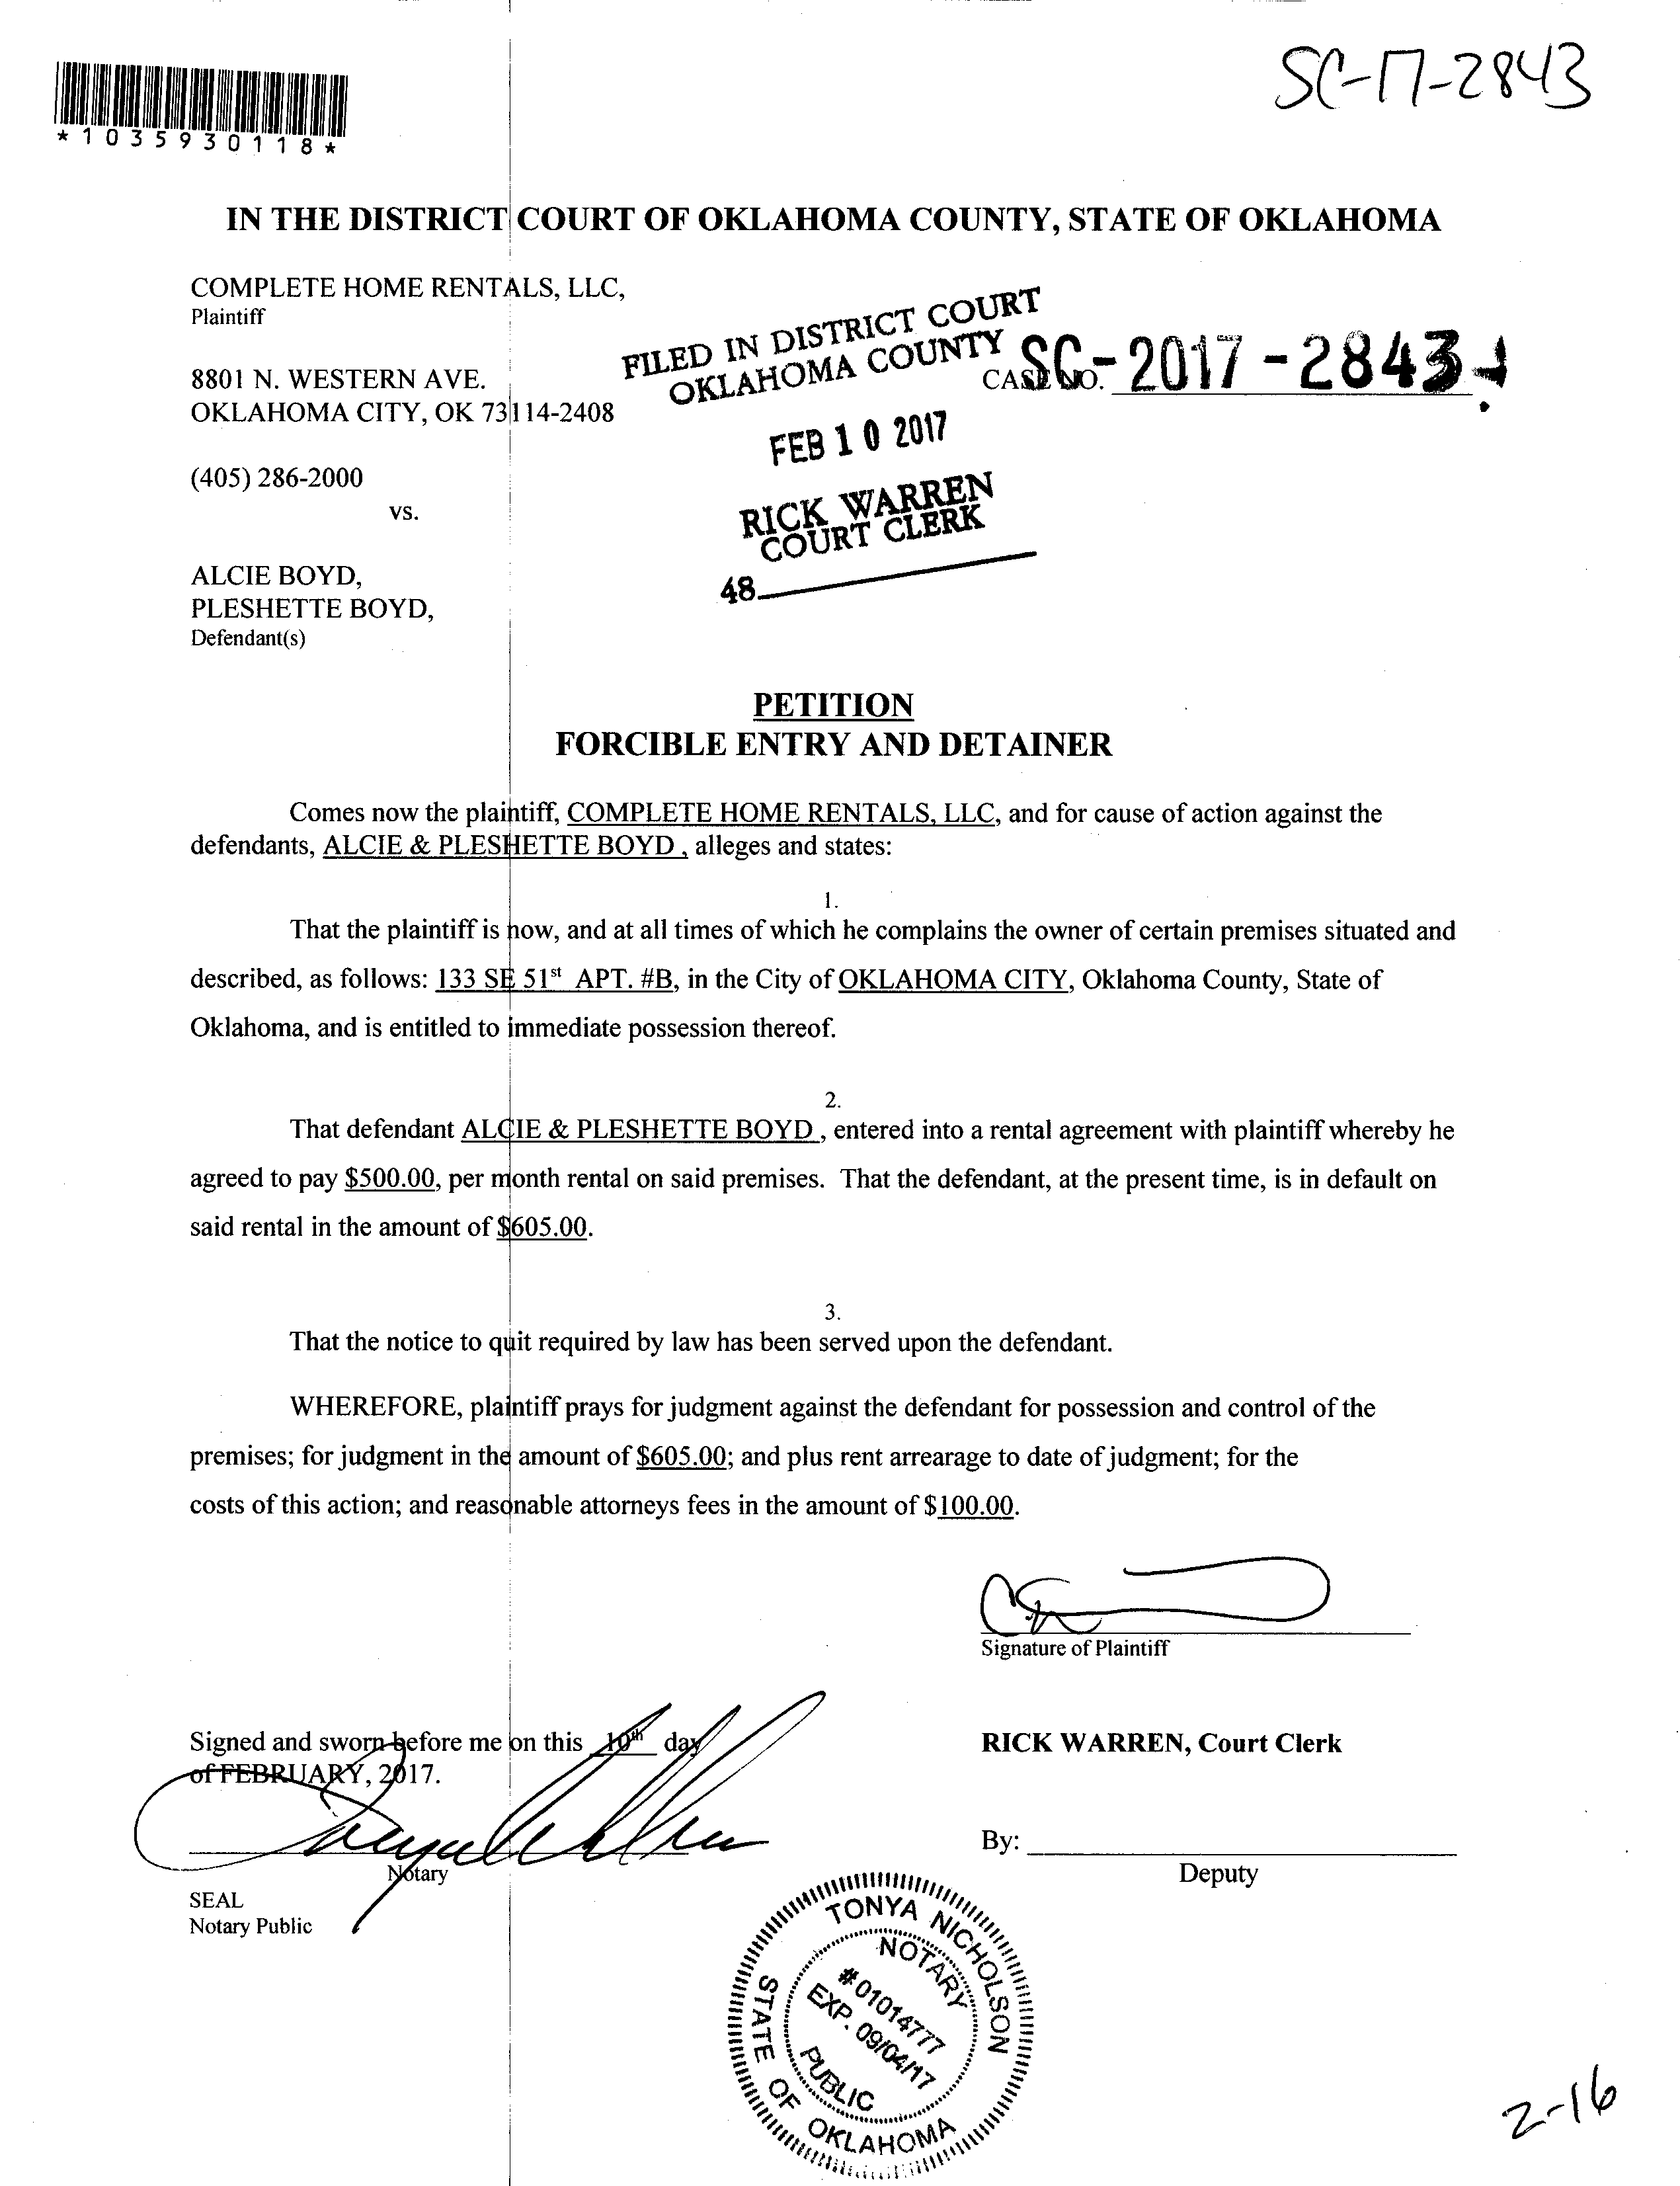 SC-17-2843
*1035930118*
IN THE DISTRICT COURT OF OKLAHOMA COUNTY, STATE OF OKLAHOMA
COMPLETE HOME RENTALS, LLC,
Plaintiff
8801 N. WESTERN AVE.
OKLAHOMA CITY, OK 73114-2408
(405) 286-2000
vs.
ALCIE BOYD,
PLESHETTE BOYD,
Defendant(s)
FILED IN DISTRICT COURT
OKLAHOMA COUNTY
FEB 10 2017
RICK WARREN
COURT CLERK
48
CASE NO. SC-2017-2843
PETITION
FORCIBLE ENTRY AND DETAINER
Comes now the plaintiff, COMPLETE HOME RENTALS, LLC, and for cause of action against the
defendants, ALCIE & PLESHETTE BOYD , alleges and states:
1.
That the plaintiff is now, and at all times of which he complains the owner of certain premises situated and
described, as follows: 133 SE 51st APT. #B, in the City of OKLAHOMA CITY, Oklahoma County, State of
Oklahoma, and is entitled to immediate possession thereof.
2.
That defendant ALCIE & PLESHETTE BOYD , entered into a rental agreement with plaintiff whereby he
agreed to pay $500.00, per month rental on said premises. That the defendant, at the present time, is in default on
said rental in the amount of $605.00.
3.
That the notice to quit required by law has been served upon the defendant.
WHEREFORE, plaintiff prays for judgment against the defendant for possession and control of the
premises; for judgment in the amount of $605.00; and plus rent arrearage to date of judgment; for the
costs of this action; and reasonable attorneys fees in the amount of $100.00.
Signature of Plaintiff
Signed and sworn before me on this 10th day
of FEBRUARY, 2017.
Notary
SEAL
Notary Public
RICK WARREN, Court Clerk
By:
Deputy
TONYA NICHOLSON
NOTARY
#01014777
EXP. 09/04/17
PUBLIC
STATE OF OKLAHOMA
2-16